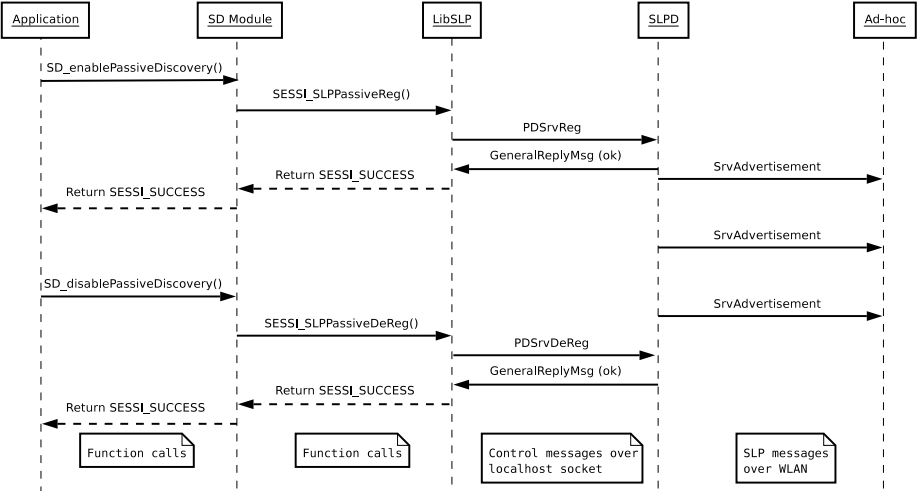 Application
SD Module
LibSLP
SLPD
Ad-hoc
SD_enablePassiveDiscovery()
SESSI_SLPPassiveReg()
PDSrvReg
GeneralReplyMsg (ok)
SrvAdvertisement
Return SESSI_SUCCESS
Return SESSI_SUCCESS
SrvAdvertisement
SD_disablePassiveDiscovery()
SrvAdvertisement
SESSI_SLPPassiveDeReg()
PDSrvDeReg
GeneralReplyMsg (ok)
Return SESSI_SUCCESS
Return SESSI_SUCCESS
Function calls
Function calls
Control messages over
localhost socket
SLP messages
over WLAN